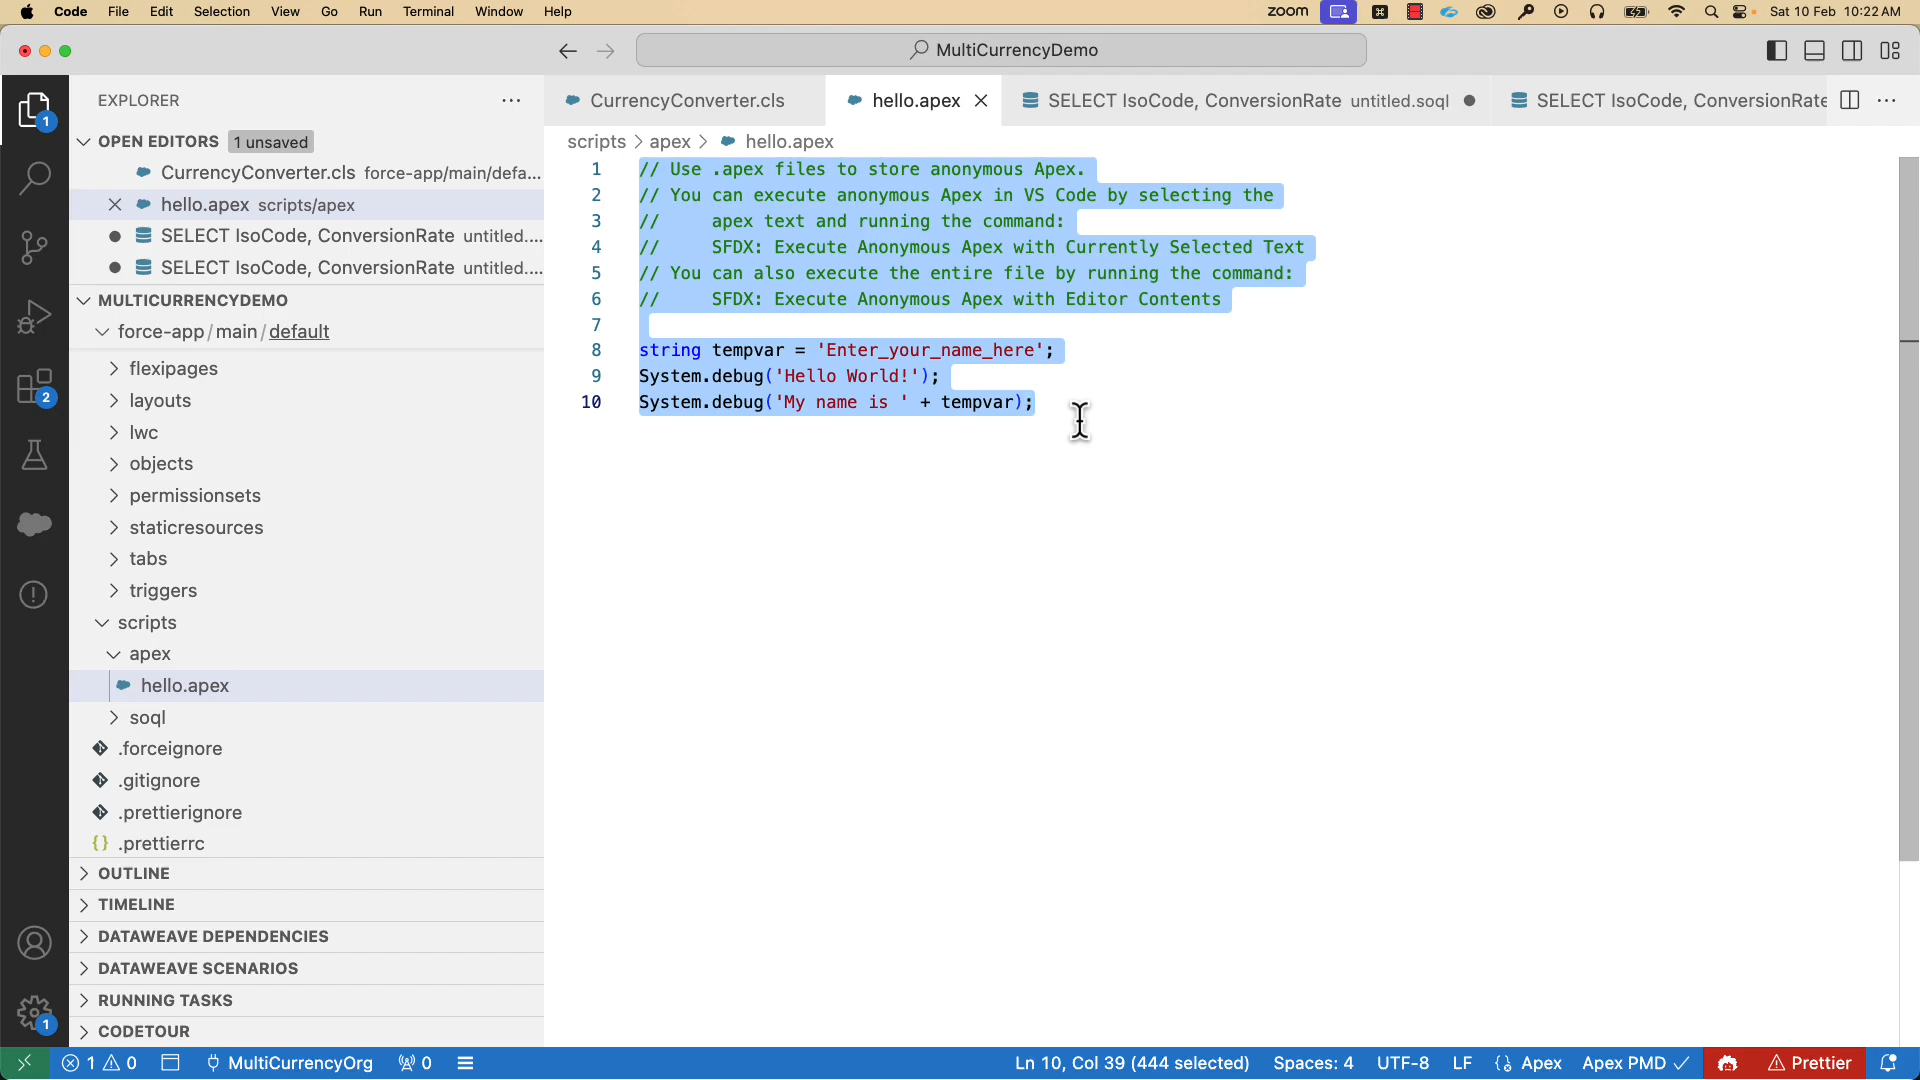 Code File Edit Selection View Go Run Terminal Window Help zoom Sat 10 Feb 10:22 AM
MultiCurrencyDemo
EXPLORER
OPEN EDITORS 1 unsaved
CurrencyConverter.cls force-app/main/defa...
hello.apex scripts/apex
SELECT IsoCode, ConversionRate untitled....
SELECT IsoCode, ConversionRate untitled....
MULTICURRENCYDEMO
force-app/main/default
flexipages
layouts
lwc
objects
permissionsets
staticresources
tabs
triggers
scripts
apex
hello.apex
soql
.forceignore
.gitignore
.prettierignore
{} .prettierrc
OUTLINE
TIMELINE
DATAWEAVE DEPENDENCIES
DATAWEAVE SCENARIOS
RUNNING TASKS
CODETOUR
1
2
1
CurrencyConverter.cls hello.apex SELECT IsoCode, ConversionRate untitled.soql SELECT IsoCode, ConversionRate
scripts > apex > hello.apex
1 // Use .apex files to store anonymous Apex.
2 // You can execute anonymous Apex in VS Code by selecting the
3 //     apex text and running the command:
4 //     SFDX: Execute Anonymous Apex with Currently Selected Text
5 // You can also execute the entire file by running the command:
6 //     SFDX: Execute Anonymous Apex with Editor Contents
7
8 string tempvar = 'Enter_your_name_here';
9 System.debug('Hello World!');
10 System.debug('My name is ' + tempvar);
1 0 MultiCurrencyOrg 0 Ln 10, Col 39 (444 selected) Spaces: 4 UTF-8 LF {} Apex Apex PMD Prettier